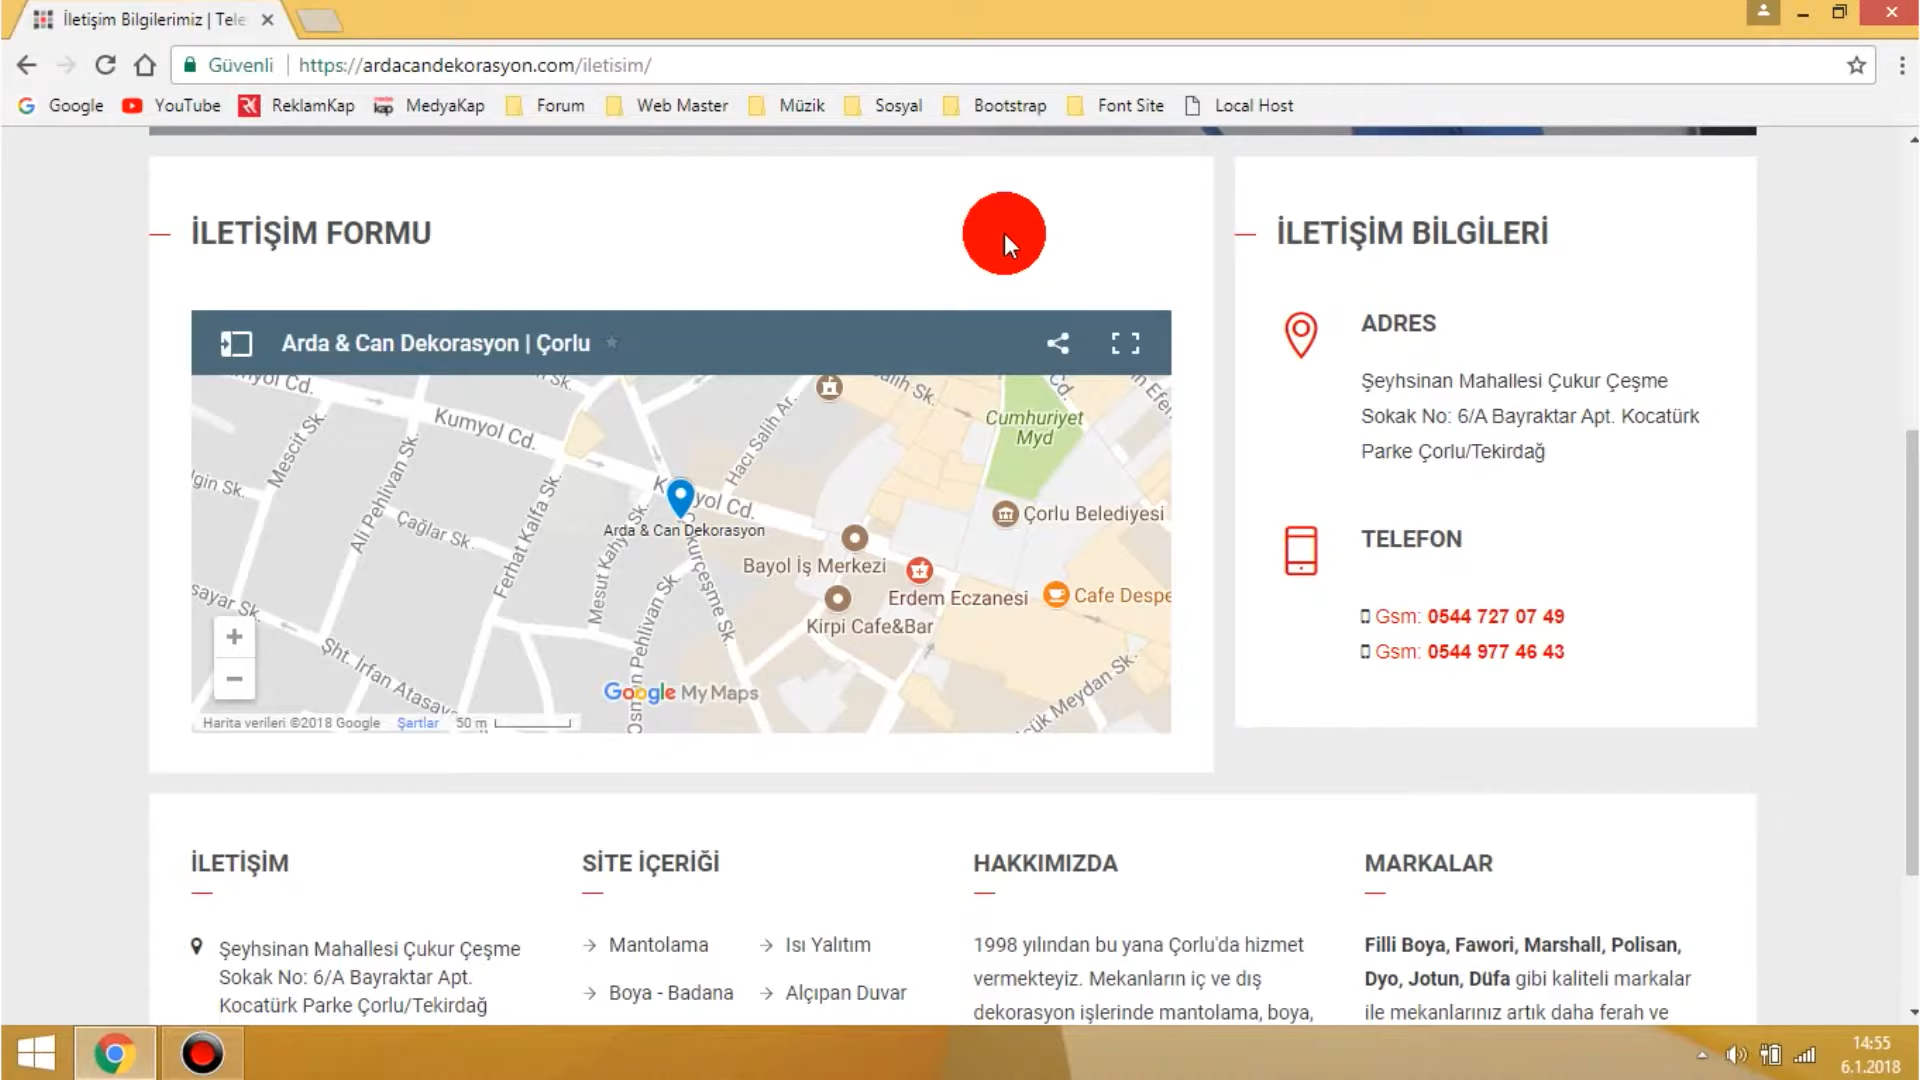 İletişim Bilgilerimiz | Tele
Güvenli
https://ardacandekorasyon.com/iletisim/
Google
YouTube
ReklamKap
MedyaKap
Forum
Web Master
Müzik
Sosyal
Bootstrap
Font Site
Local Host
İLETİŞİM FORMU
Arda & Can Dekorasyon | Çorlu
Kumyol Cd.
Mescit Sk.
Ali Pehlivan Sk.
Çağlar Sk.
Ferhat Kalfa Sk.
Hacı Salih Ar.
Cumhuriyet
Myd
Çorlu Belediyesi
Arda & Can Dekorasyon
Bayol İş Merkezi
Erdem Eczanesi
Cafe Despe
Kirpi Cafe&Bar
Şht. İrfan Atasay
Google My Maps
Harita verileri ©2018 Google
Şartlar
50 m
İLETİŞİM BİLGİLERİ
ADRES
Şeyhsinan Mahallesi Çukur Çeşme
Sokak No: 6/A Bayraktar Apt. Kocatürk
Parke Çorlu/Tekirdağ
TELEFON
Gsm: 0544 727 07 49
Gsm: 0544 977 46 43
İLETİŞİM
Şeyhsinan Mahallesi Çukur Çeşme
Sokak No: 6/A Bayraktar Apt.
Kocatürk Parke Çorlu/Tekirdağ
SİTE İÇERİĞİ
Mantolama
Isı Yalıtım
Boya - Badana
Alçıpan Duvar
HAKKIMIZDA
1998 yılından bu yana Çorlu'da hizmet
vermekteyiz. Mekanların iç ve dış
dekorasyon işlerinde mantolama, boya,
MARKALAR
Filli Boya, Fawori, Marshall, Polisan,
Dyo, Jotun, Düfa gibi kaliteli markalar
ile mekanlarınız artık daha ferah ve
14:55
6.1.2018